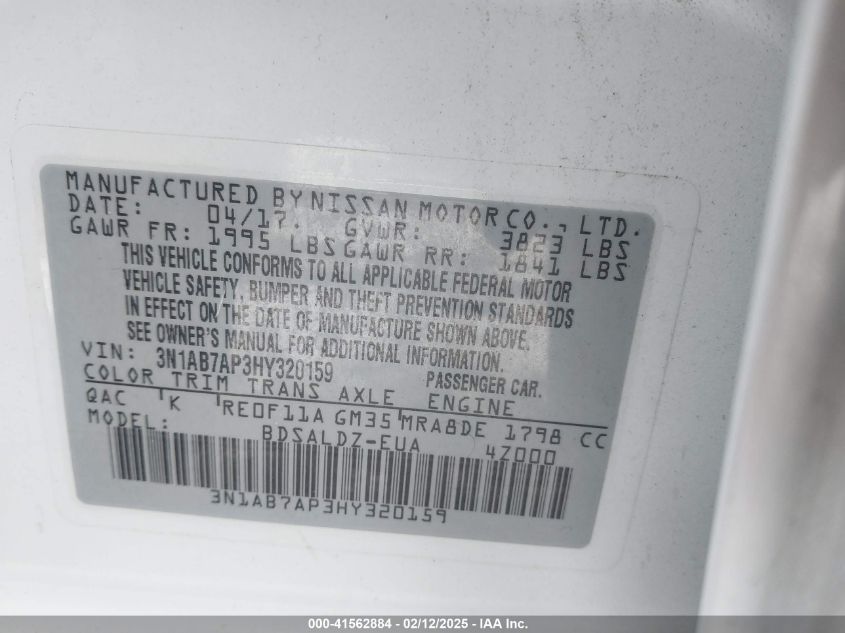 MANUFACTURED BY NISSAN MOTOR CO., LTD.
DATE: 04/17. GVWR: 3823 LBS
GAWR FR: 1995 LBS GAWR RR: 1841 LBS
THIS VEHICLE CONFORMS TO ALL APPLICABLE FEDERAL MOTOR
VEHICLE SAFETY, BUMPER AND THEFT PREVENTION STANDARDS
IN EFFECT ON THE DATE OF MANUFACTURE SHOWN ABOVE.
SEE OWNER'S MANUAL FOR ADDITIONAL INFORMATION.
VIN: 3N1AB7AP3HY320159 PASSENGER CAR.
COLOR TRIM TRANS AXLE ENGINE
QAC K RE0F11A GM35 MRA8DE 1798 CC
MODEL: BDSALDZ-EUA 4Z000
3N1AB7AP3HY320159
000-41562884 - 02/12/2025 - IAA Inc.